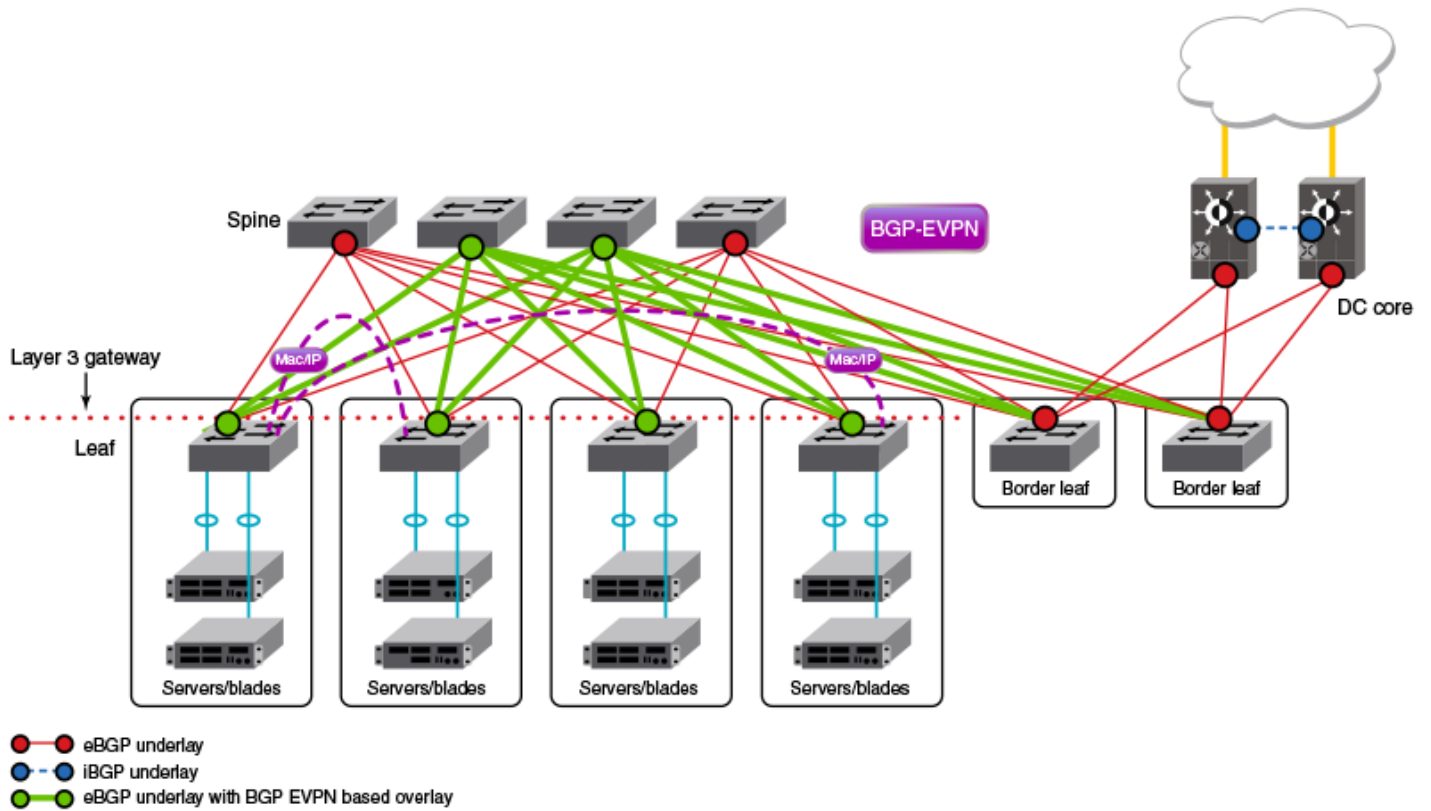 Spine
BGP-EVPN
DC core
Layer 3 gateway
Mac/IP
Mac/IP
Leaf
Border leaf
Border leaf
Servers/blades
Servers/blades
Servers/blades
Servers/blades
eBGP underlay
iBGP underlay
eBGP underlay with BGP EVPN based overlay